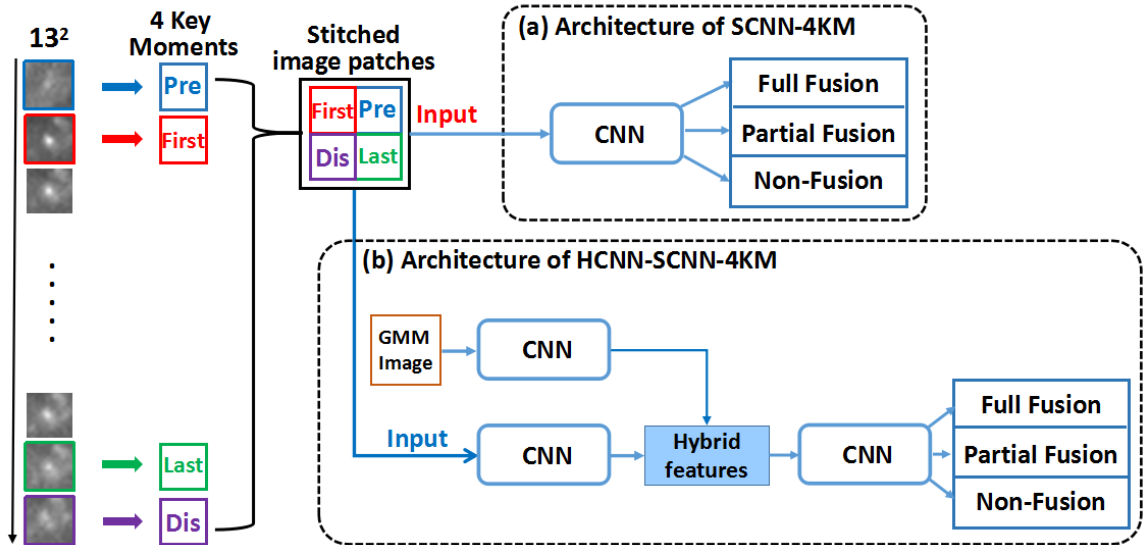 13²
4 Key
Moments
Pre
First
Last
Dis
Stitched
image patches
First Pre
Dis Last
Input
(a) Architecture of SCNN-4KM
CNN
Full Fusion
Partial Fusion
Non-Fusion
(b) Architecture of HCNN-SCNN-4KM
GMM
Image
CNN
Input
CNN
Hybrid
features
CNN
Full Fusion
Partial Fusion
Non-Fusion